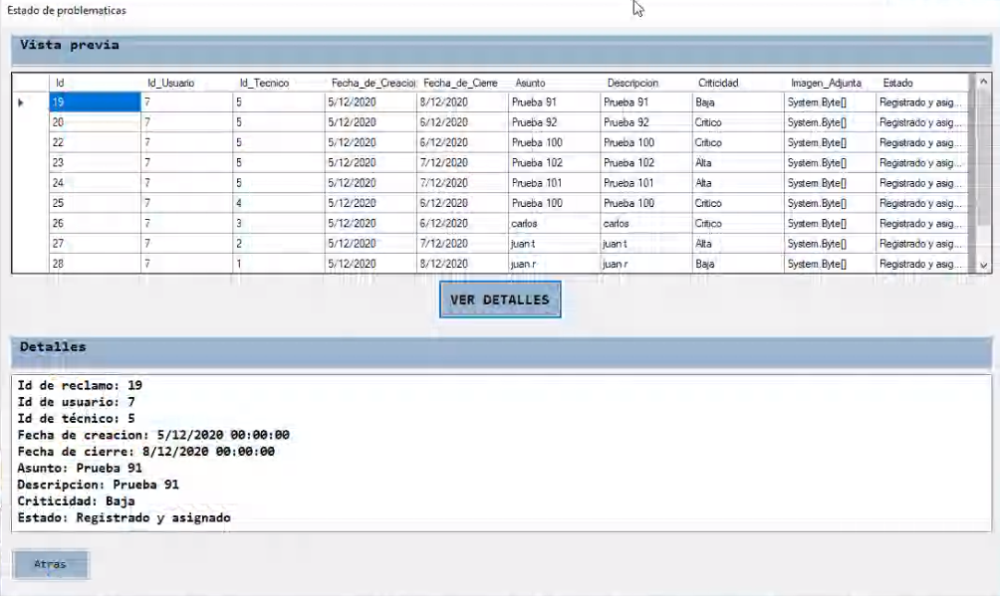 Estado de problematicas
Vista previa
Id Id_Usuario Id_Tecnico Fecha_de_Creacior Fecha_de_Cierre Asunto Descripcion Criticidad Imagen_Adjunta Estado
19 7 5 5/12/2020 8/12/2020 Prueba 91 Prueba 91 Baja System.Byte[] Registrado y asig...
20 7 5 5/12/2020 6/12/2020 Prueba 92 Prueba 92 Critico System.Byte[] Registrado y asig...
22 7 5 5/12/2020 6/12/2020 Prueba 100 Prueba 100 Critico System.Byte[] Registrado y asig...
23 7 5 5/12/2020 7/12/2020 Prueba 102 Prueba 102 Alta System.Byte[] Registrado y asig...
24 7 5 5/12/2020 7/12/2020 Prueba 101 Prueba 101 Alta System.Byte[] Registrado y asig...
25 7 4 5/12/2020 6/12/2020 Prueba 100 Prueba 100 Critico System.Byte[] Registrado y asig...
26 7 3 5/12/2020 6/12/2020 carlos carlos Critico System.Byte[] Registrado y asig...
27 7 2 5/12/2020 7/12/2020 juan t juan t Alta System.Byte[] Registrado y asig...
28 7 1 5/12/2020 8/12/2020 juan r juan r Baja System.Byte[] Registrado y asig...
VER DETALLES
Detalles
Id de reclamo: 19
Id de usuario: 7
Id de técnico: 5
Fecha de creacion: 5/12/2020 00:00:00
Fecha de cierre: 8/12/2020 00:00:00
Asunto: Prueba 91
Descripcion: Prueba 91
Criticidad: Baja
Estado: Registrado y asignado
Atras